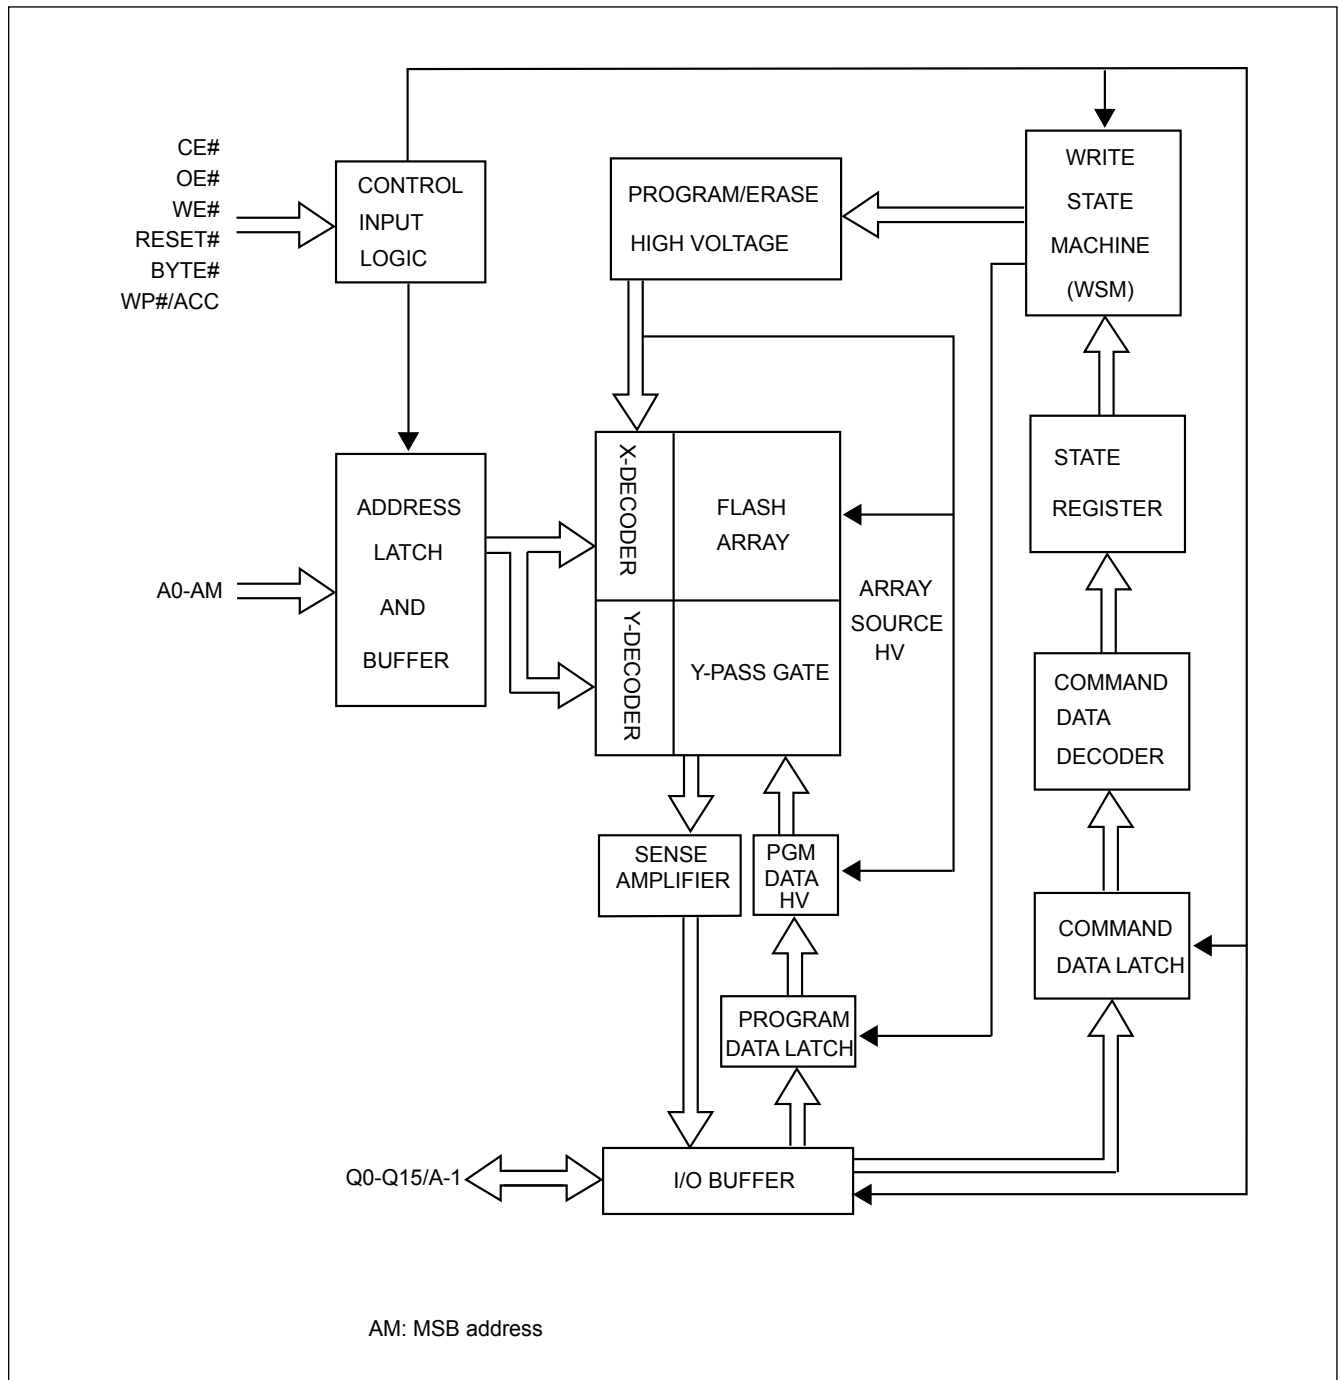 CE#
OE#
WE#
RESET#
BYTE#
WP#/ACC
CONTROL
INPUT
LOGIC
PROGRAM/ERASE
HIGH VOLTAGE
WRITE
STATE
MACHINE
(WSM)
A0-AM
ADDRESS
LATCH
AND
BUFFER
X-DECODER
FLASH
ARRAY
Y-DECODER
Y-PASS GATE
ARRAY
SOURCE
HV
STATE
REGISTER
COMMAND
DATA
DECODER
SENSE
AMPLIFIER
PGM
DATA
HV
COMMAND
DATA LATCH
PROGRAM
DATA LATCH
Q0-Q15/A-1
I/O BUFFER
AM: MSB address